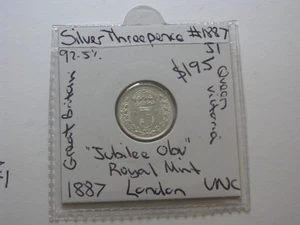 Silver Threepence #1887
92.5% J1
$195
Great Britain
Queen Victoria
"Jubilee Obv"
Royal Mint
1887 London UNC